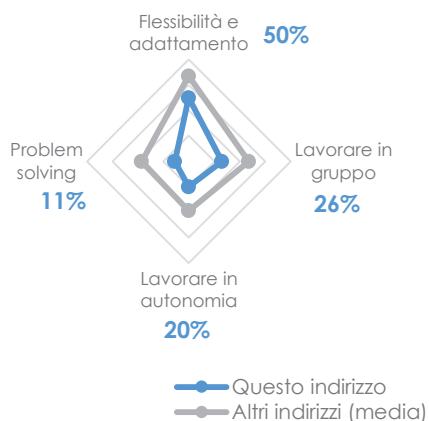 Flessibilità e
adattamento 50%
Problem
solving
11%
Lavorare in
gruppo
26%
Lavorare in
autonomia
20%
Questo indirizzo
Altri indirizzi (media)